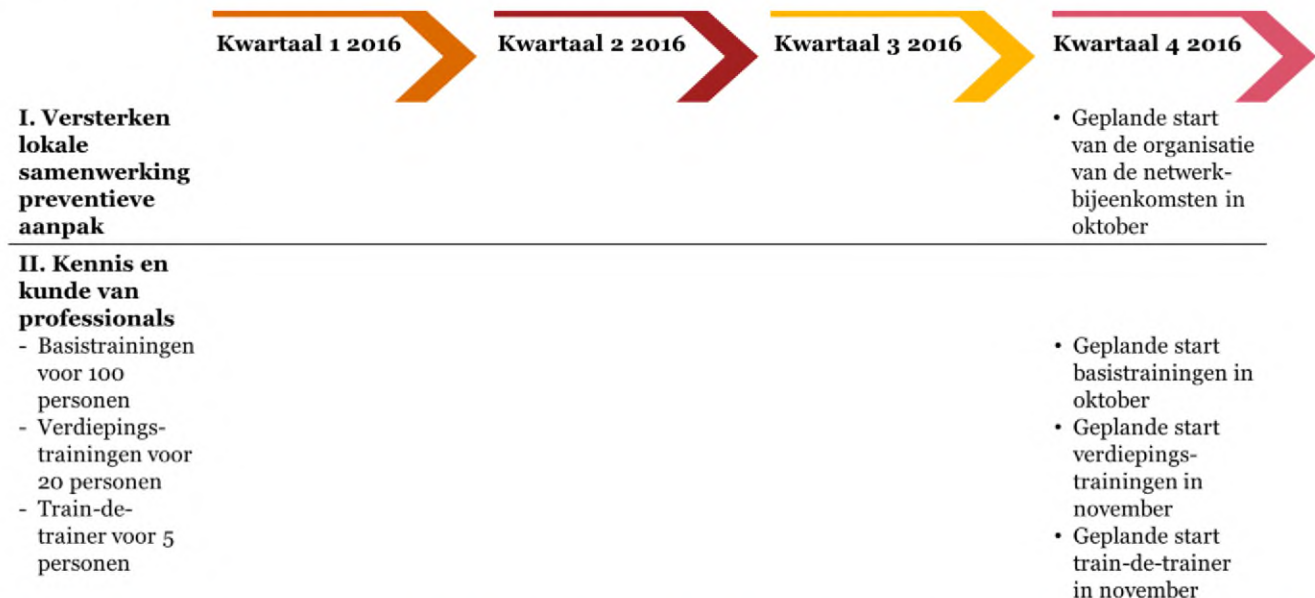 Kwartaal 1 2016
Kwartaal 2 2016
Kwartaal 3 2016
Kwartaal 4 2016
I. Versterken
lokale
samenwerking
preventieve
aanpak
• Geplande start
van de organisatie
van de netwerk-
bijeenkomsten in
oktober
II. Kennis en
kunde van
professionals
- Basistrainingen
voor 100
personen
- Verdiepings-
trainingen voor
20 personen
- Train-de-
trainer voor 5
personen
• Geplande start
basistrainingen in
oktober
• Geplande start
verdiepings-
trainingen in
november
• Geplande start
train-de-trainer
in november